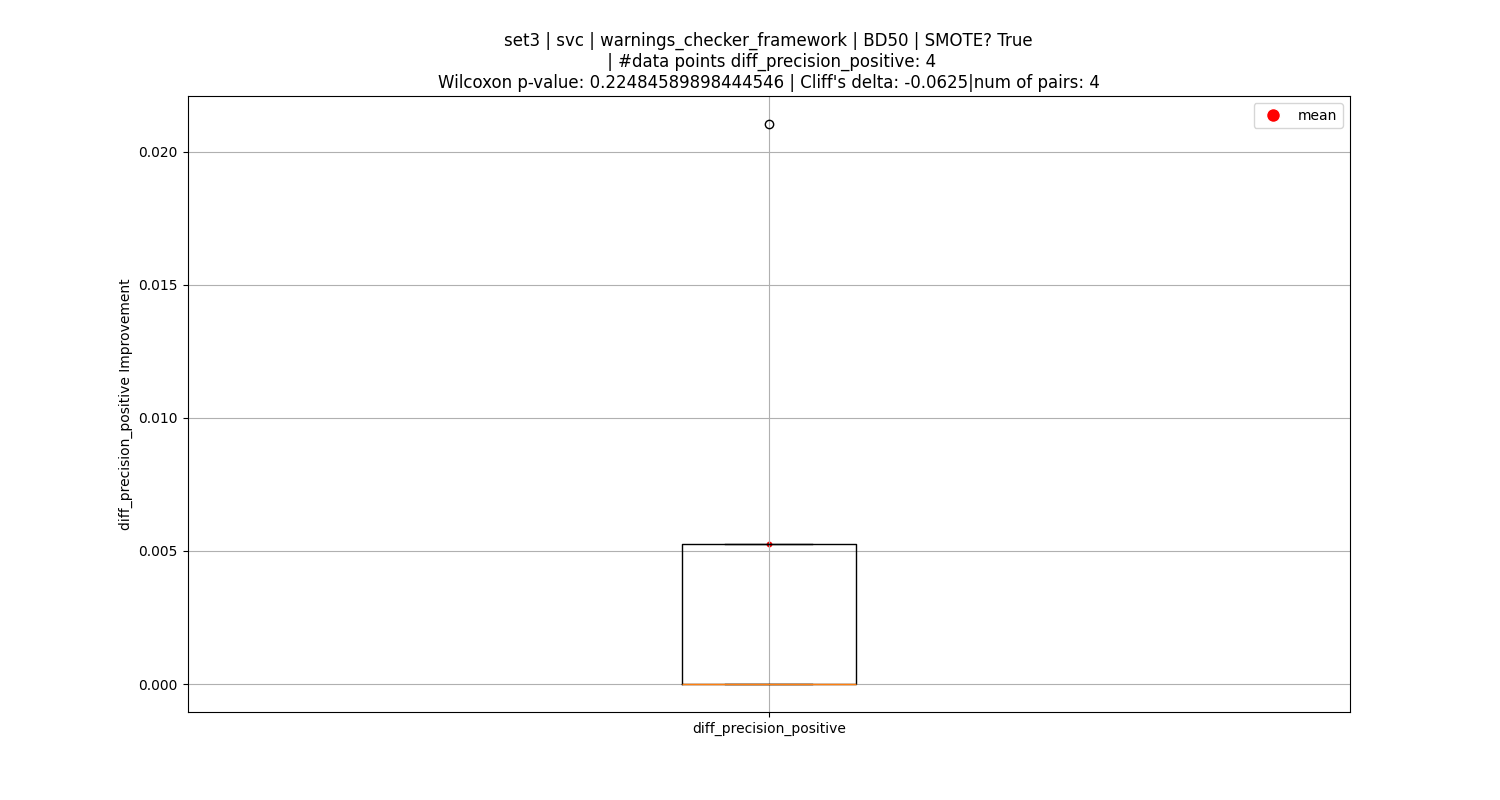 set3 | svc | warnings_checker_framework | BD50 | SMOTE? True
| #data points diff_precision_positive: 4
Wilcoxon p-value: 0.22484589898444546 | Cliff's delta: -0.0625|num of pairs: 4
mean
0.020
0.015
0.010
0.005
0.000
diff_precision_positive Improvement
diff_precision_positive